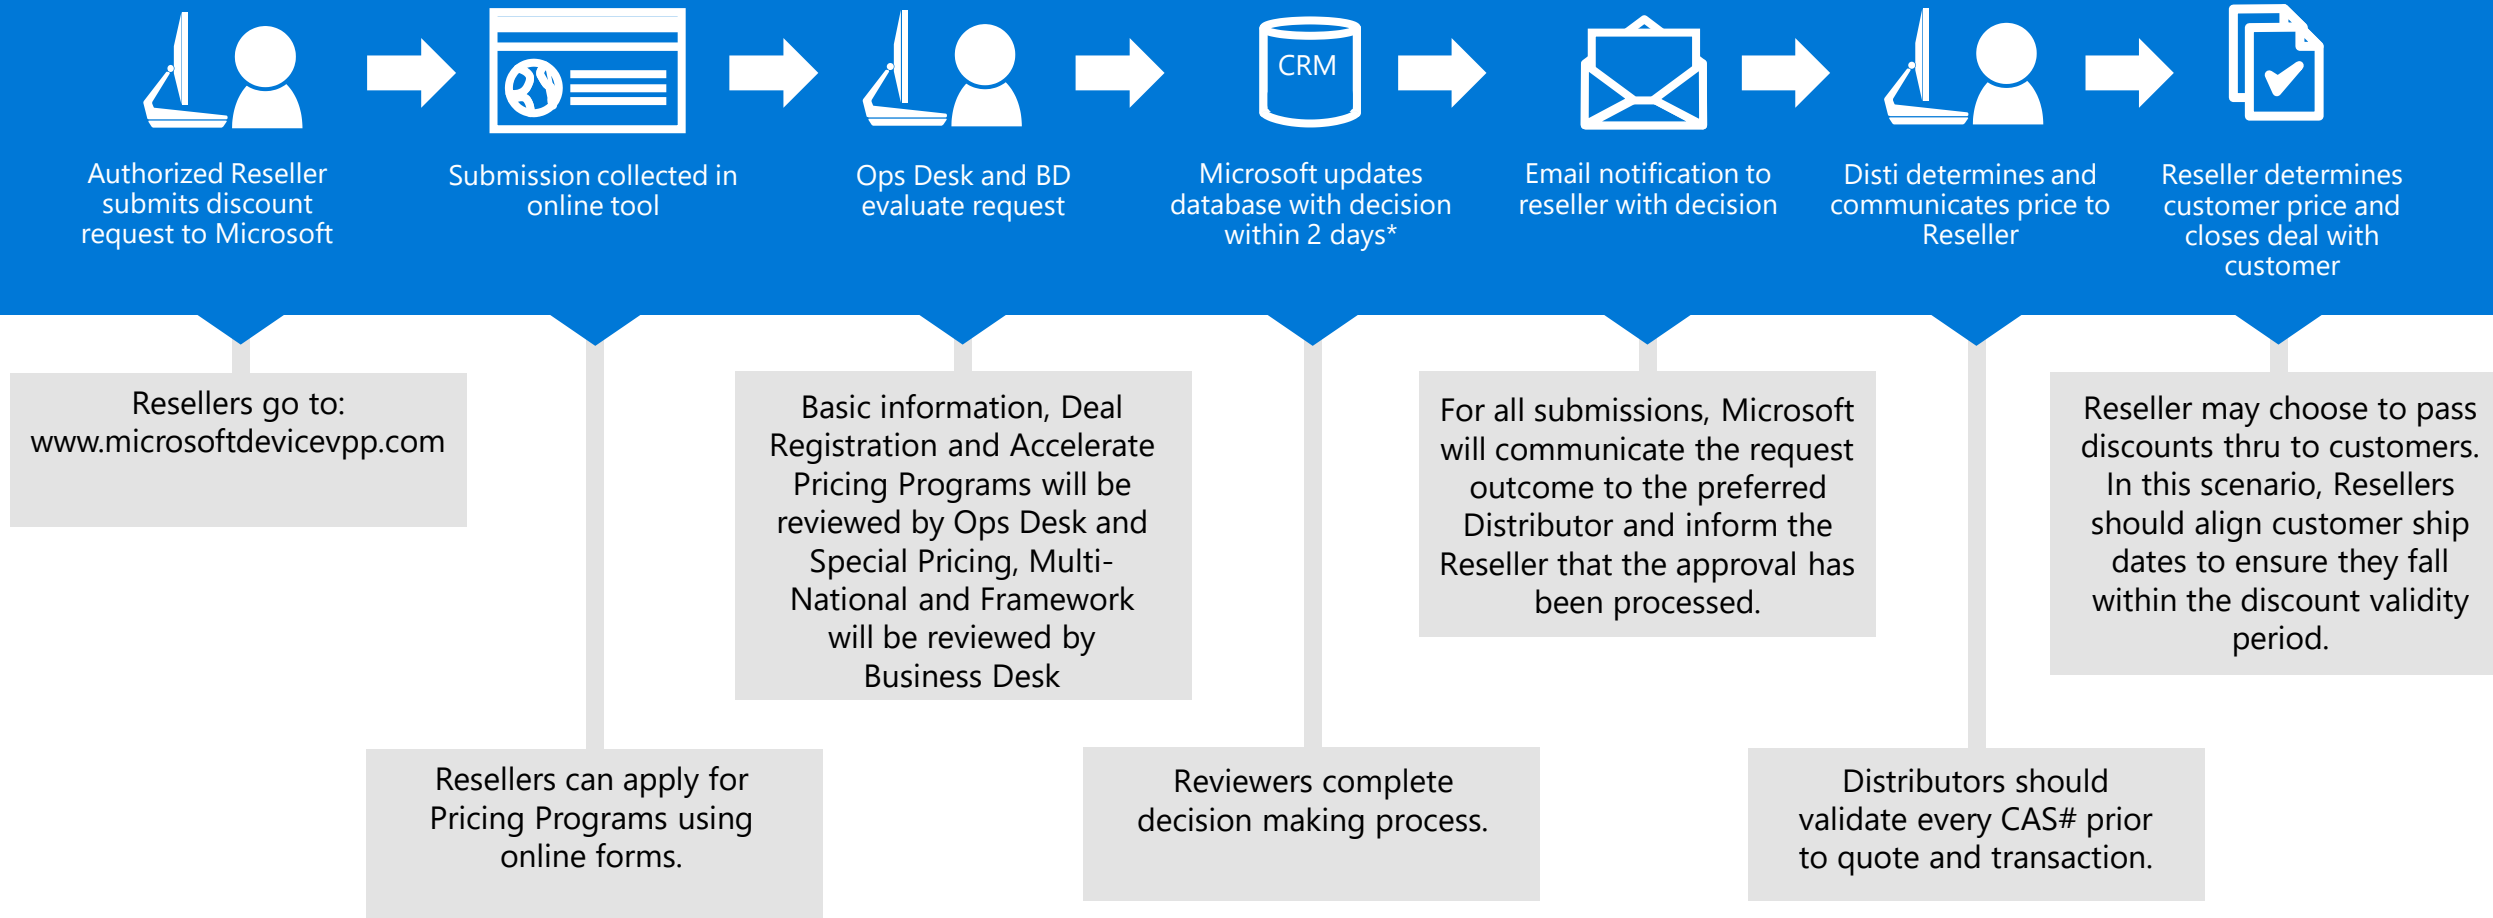 CRM
Authorized Reseller
submits discount
request to Microsoft
Submission collected in
online tool
Ops Desk and BD
evaluate request
Microsoft updates
database with decision
within 2 days*
Email notification to
reseller with decision
Disti determines and
communicates price to
Reseller
Reseller determines
customer price and
closes deal with
customer
Resellers go to:
www.microsoftdevicevpp.com
Resellers can apply for
Pricing Programs using
online forms.
Basic information, Deal
Registration and Accelerate
Pricing Programs will be
reviewed by Ops Desk and
Special Pricing, Multi-
National and Framework
will be reviewed by
Business Desk
Reviewers complete
decision making process.
For all submissions, Microsoft
will communicate the request
outcome to the preferred
Distributor and inform the
Reseller that the approval has
been processed.
Distributors should
validate every CAS# prior
to quote and transaction.
Reseller may choose to pass
discounts thru to customers.
In this scenario, Resellers
should align customer ship
dates to ensure they fall
within the discount validity
period.